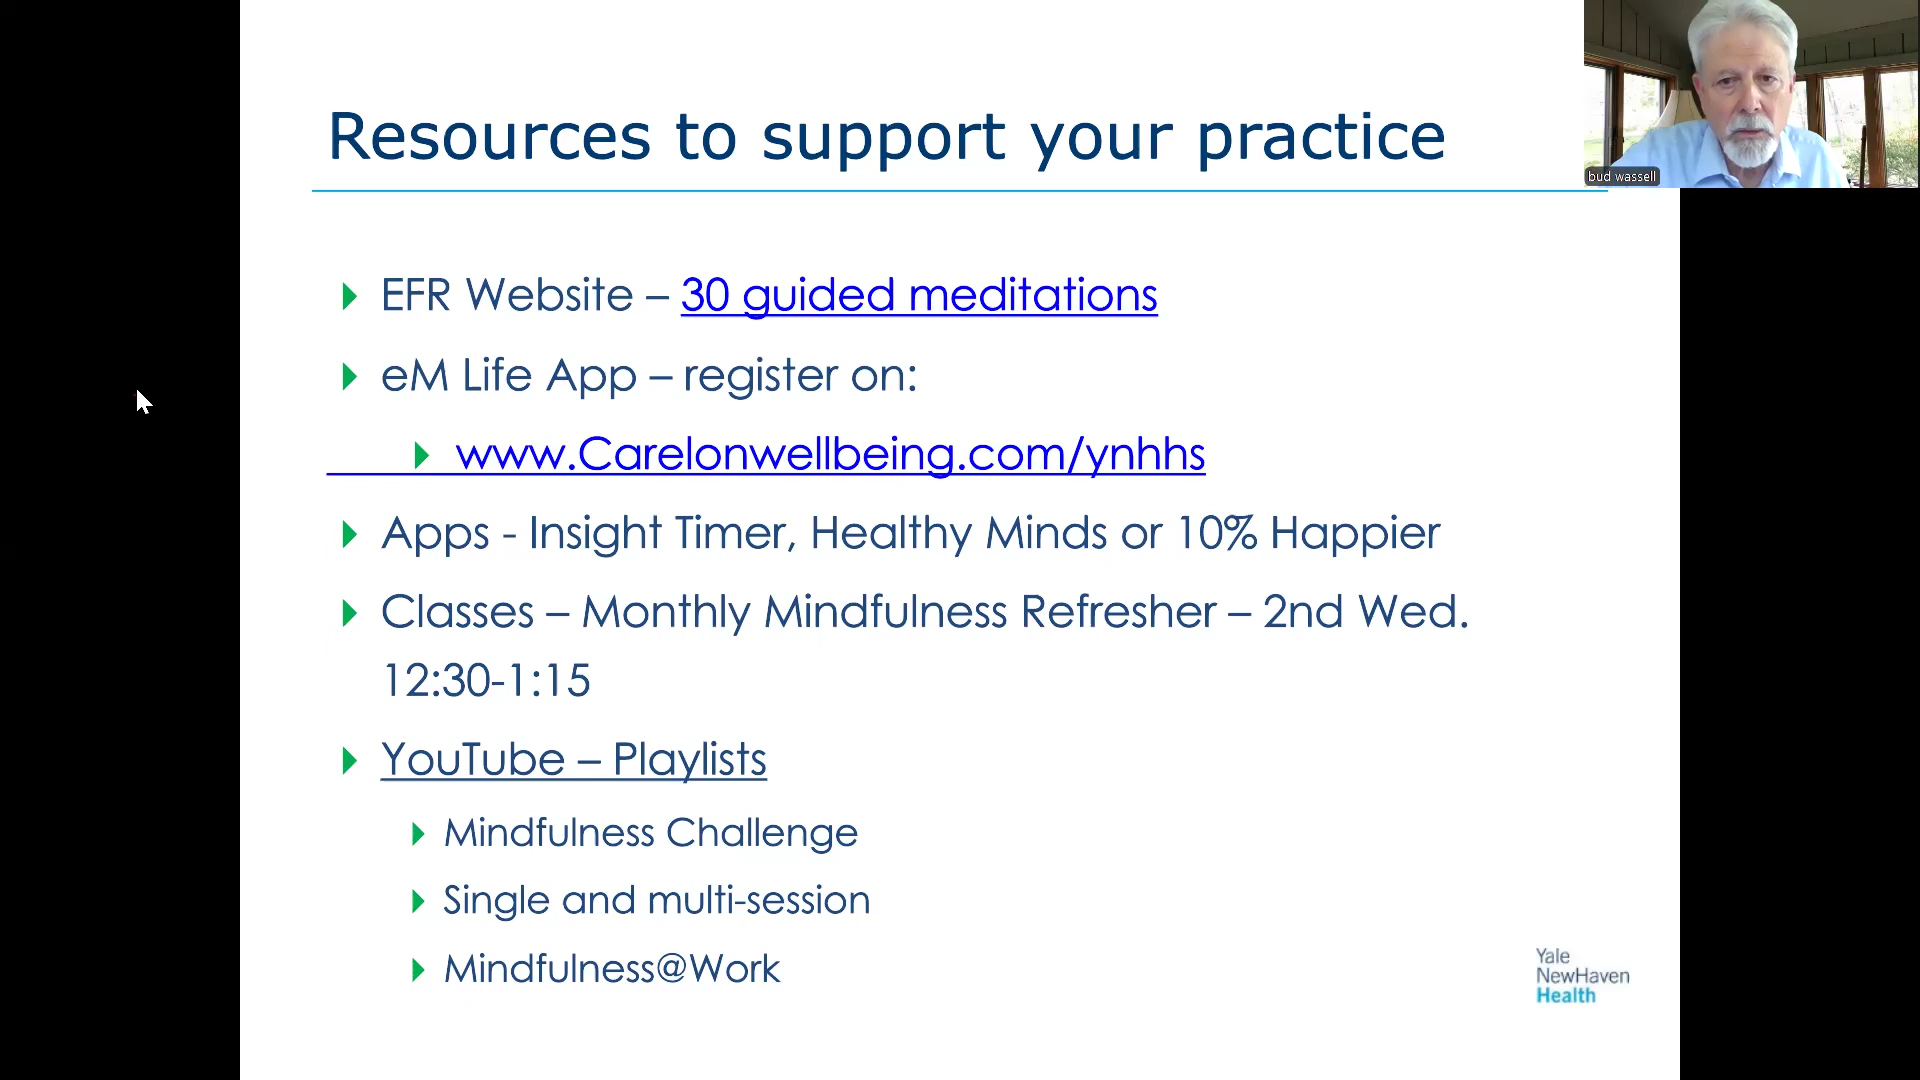 Resources to support your practice
bud wassell
EFR Website – 30 guided meditations
eM Life App – register on:
www.Carelonwellbeing.com/ynhhs
Apps - Insight Timer, Healthy Minds or 10% Happier
Classes – Monthly Mindfulness Refresher – 2nd Wed.
12:30-1:15
YouTube – Playlists
Mindfulness Challenge
Single and multi-session
Mindfulness@Work
Yale
NewHaven
Health